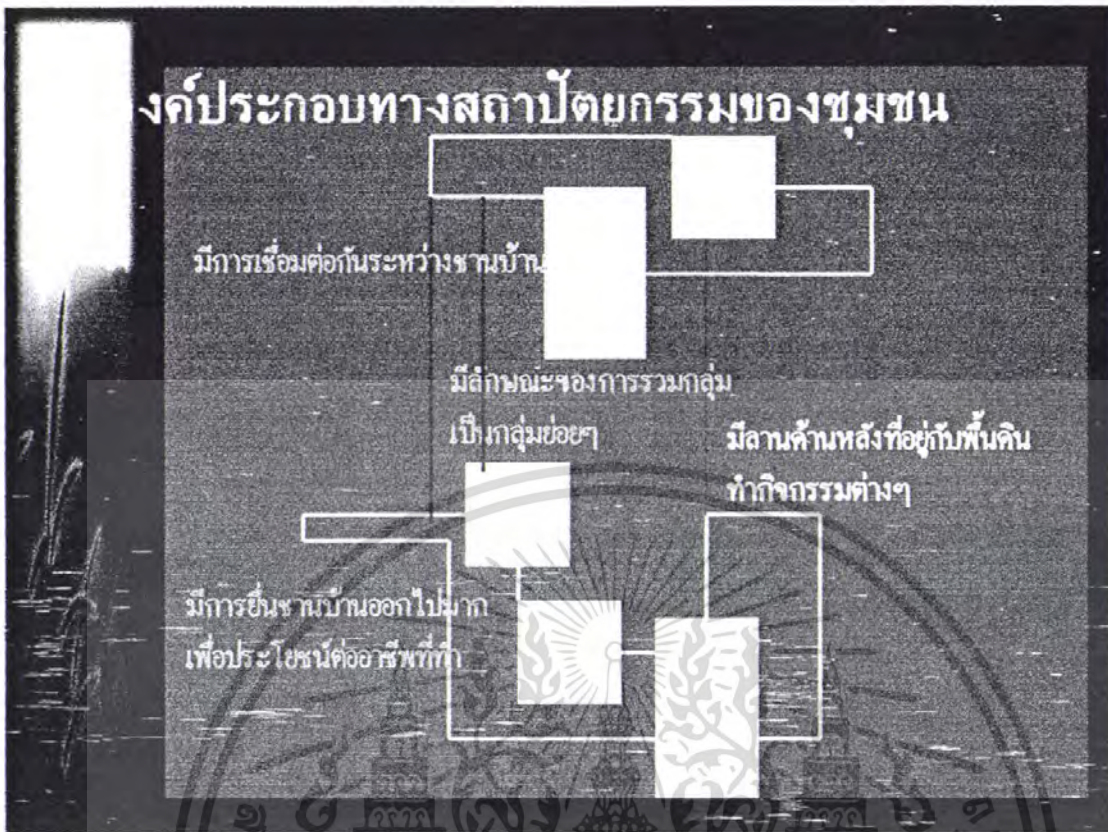 งค์ประกอบทางสถาปัตยกรรมของชุมชน
มีการเชื่อมต่อกันระหว่างชานบ้าน
มีลักษณะของการรวมกลุ่ม
เป็นกลุ่มย่อยๆ
มีลานด้านหลังที่อยู่กับพื้นดิน
ทำกิจกรรมต่างๆ
มีการยื่นชานบ้านออกไปมาก
เพื่อประโยชน์ต่ออาชีพที่ทำ